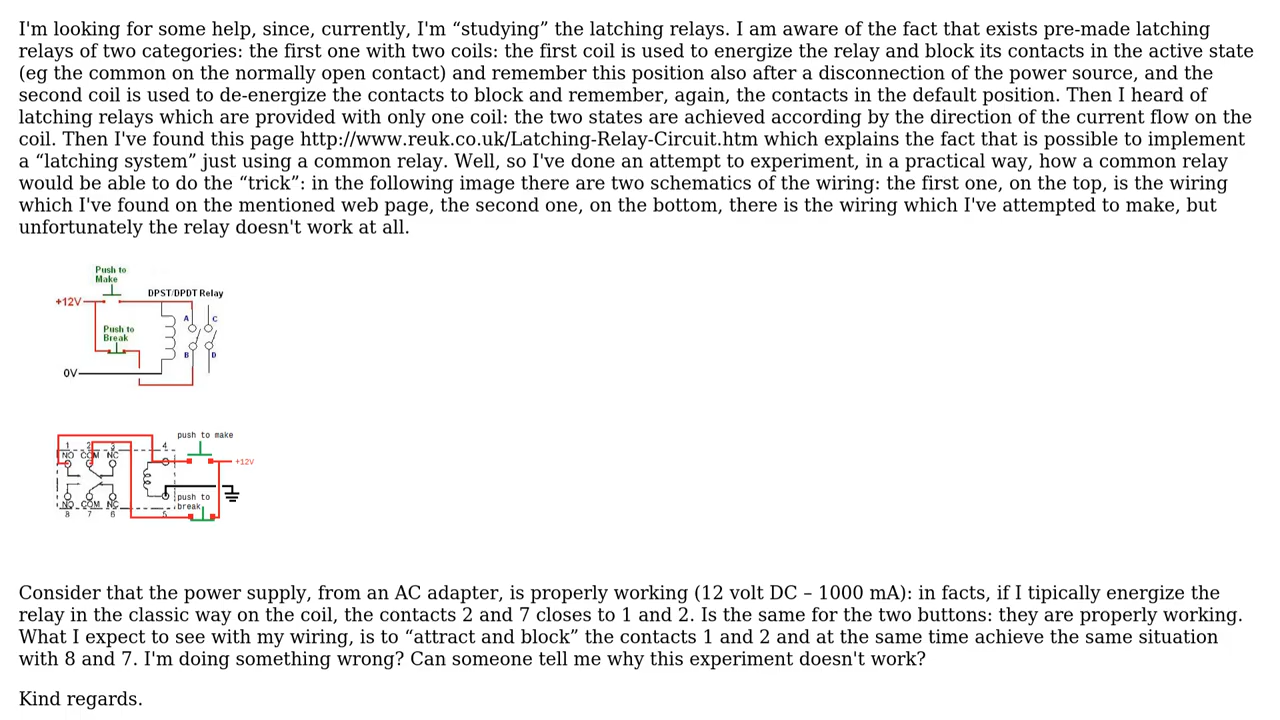 I'm looking for some help, since, currently, I'm “studying” the latching relays. I am aware of the fact that exists pre-made latching
relays of two categories: the first one with two coils: the first coil is used to energize the relay and block its contacts in the active state
(eg the common on the normally open contact) and remember this position also after a disconnection of the power source, and the
second coil is used to de-energize the contacts to block and remember, again, the contacts in the default position. Then I heard of
latching relays which are provided with only one coil: the two states are achieved according by the direction of the current flow on the
coil. Then I've found this page http://www.reuk.co.uk/Latching-Relay-Circuit.htm which explains the fact that is possible to implement
a “latching system” just using a common relay. Well, so I've done an attempt to experiment, in a practical way, how a common relay
would be able to do the “trick”: in the following image there are two schematics of the wiring: the first one, on the top, is the wiring
which I've found on the mentioned web page, the second one, on the bottom, there is the wiring which I've attempted to make, but
unfortunately the relay doesn't work at all.
Push to
Make
DPST/DPDT Relay
+12V
A C
Push to
Break
B D
0V
push to make
1 2 3 4
NO COM NC
+12V
push to
break
NO COM NC
8 7 6 5
Consider that the power supply, from an AC adapter, is properly working (12 volt DC – 1000 mA): in facts, if I tipically energize the
relay in the classic way on the coil, the contacts 2 and 7 closes to 1 and 2. Is the same for the two buttons: they are properly working.
What I expect to see with my wiring, is to “attract and block” the contacts 1 and 2 and at the same time achieve the same situation
with 8 and 7. I'm doing something wrong? Can someone tell me why this experiment doesn't work?
Kind regards.